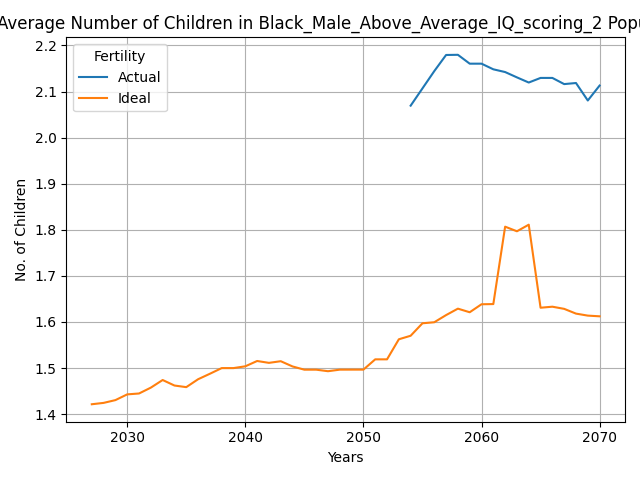 Average Number of Children in Black_Male_Above_Average_IQ_scoring_2 Popu
Fertility
Actual
Ideal
No. of Children
2.2
2.1
2.0
1.9
1.8
1.7
1.6
1.5
1.4
2030 2040 2050 2060 2070
Years